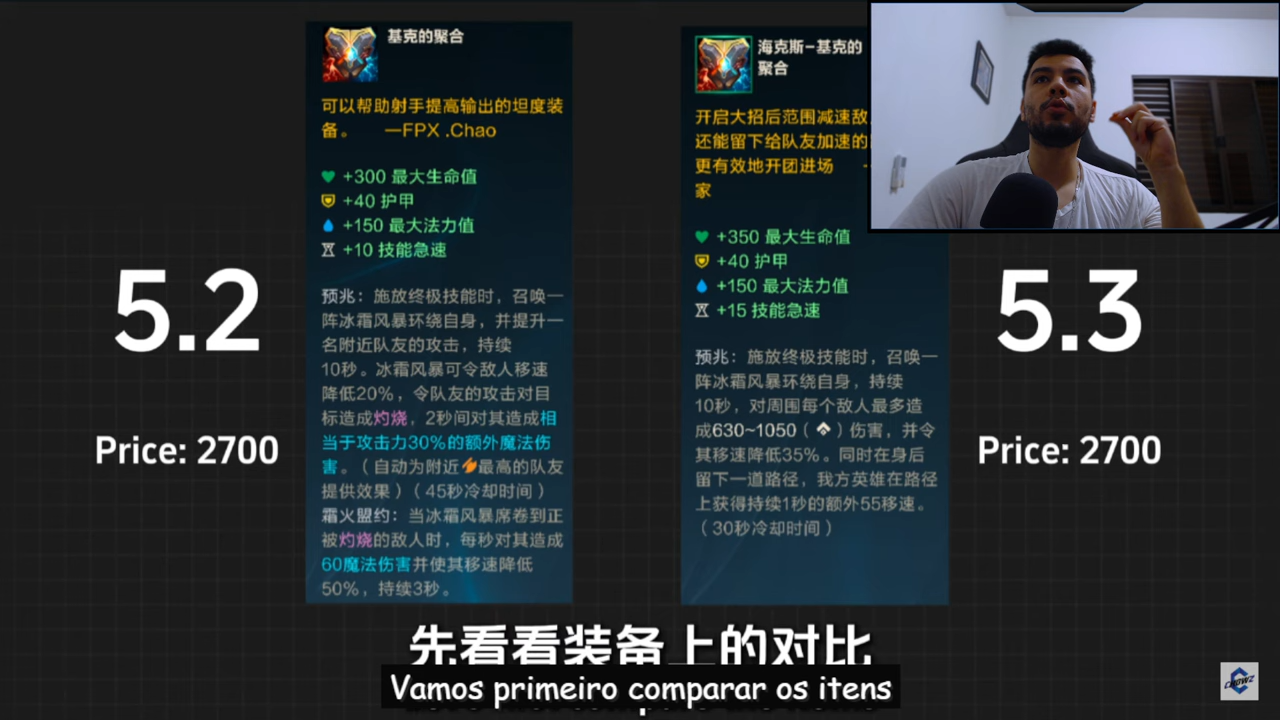 基克的聚合
可以帮助射手提高输出的坦度装
备。 —FPX .Chao
+300 最大生命值
+40 护甲
+150 最大法力值
+10 技能急速
预兆：施放终极技能时，召唤一
阵冰霜风暴环绕自身，并提升一
名附近队友的攻击，持续
10秒。冰霜风暴可令敌人移速
降低20%，令队友的攻击对目
标造成灼烧，2秒间对其造成相
当于攻击力30%的额外魔法伤
害。（自动为附近最高的队友
提供效果）（45秒冷却时间）
霜火盟约：当冰霜风暴席卷到正
被灼烧的敌人时，每秒对其造成
60魔法伤害并使其移速降低
50%，持续3秒。
5.2
Price: 2700
海克斯-基克的
聚合
开启大招后范围减速敌
还能留下给队友加速的
更有效地开团进场 -
家
+350 最大生命值
+40 护甲
+150 最大法力值
+15 技能急速
预兆：施放终极技能时，召唤一
阵冰霜风暴环绕自身，持续
10秒，对周围每个敌人最多造
成630~1050（）伤害，并令
其移速降低35%。同时在身后
留下一道路径，我方英雄在路径
上获得持续1秒的额外55移速。
（30秒冷却时间）
5.3
Price: 2700
先看看装备上的对比
Vamos primeiro comparar os itens
CHOWZ